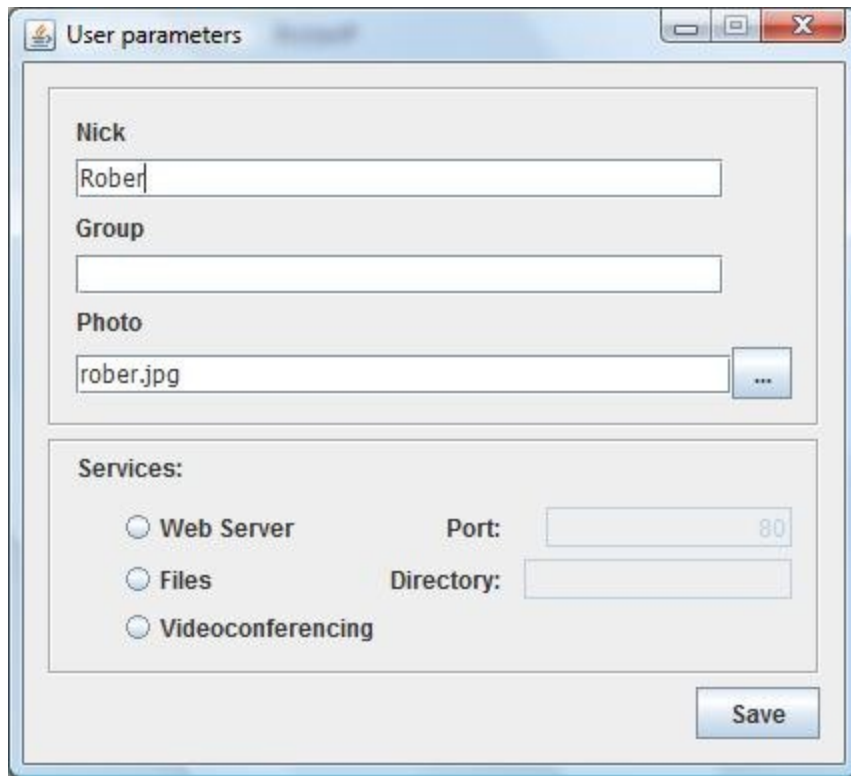 User parameters
Nick
Rober
Group
Photo
rober.jpg
...
Services:
Web Server Port: 80
Files Directory:
Videoconferencing
Save